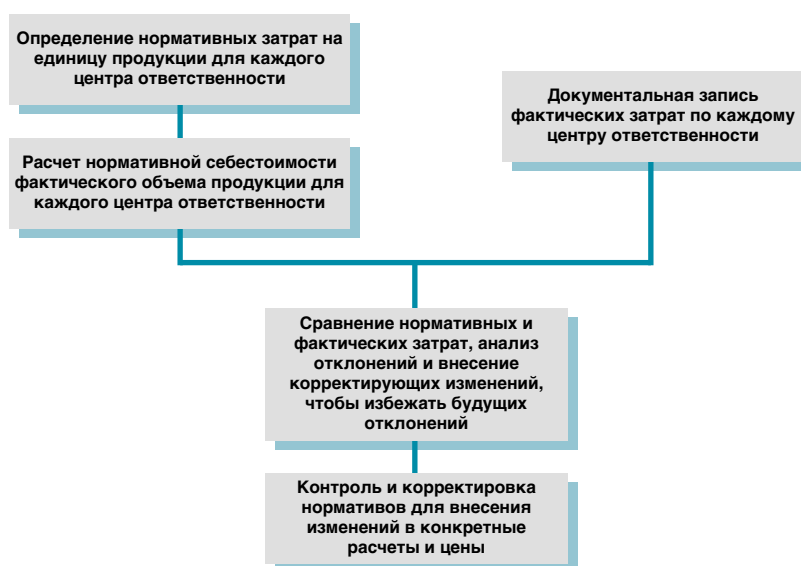 Определение нормативных затрат на
единицу продукции для каждого
центра ответственности
Документальная запись
фактических затрат по каждому
центру ответственности
Расчет нормативной себестоимости
фактического объема продукции для
каждого центра ответственности
Сравнение нормативных и
фактических затрат, анализ
отклонений и внесение
корректирующих изменений,
чтобы избежать будущих
отклонений
Контроль и корректировка
нормативов для внесения
изменений в конкретные
расчеты и цены